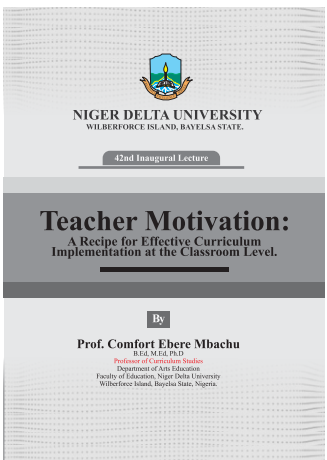 NIGER DELTA UNIVERSITY
WILBERFORCE ISLAND, BAYELSA STATE.
42nd Inaugural Lecture
Teacher Motivation:
A Recipe for Effective Curriculum
Implementation at the Classroom Level.
By
Prof. Comfort Ebere Mbachu
B.Ed, M.Ed, Ph.D
Professor of Curriculum Studies
Department of Arts Education
Faculty of Education, Niger Delta University
Wilberforce Island, Bayelsa State, Nigeria.